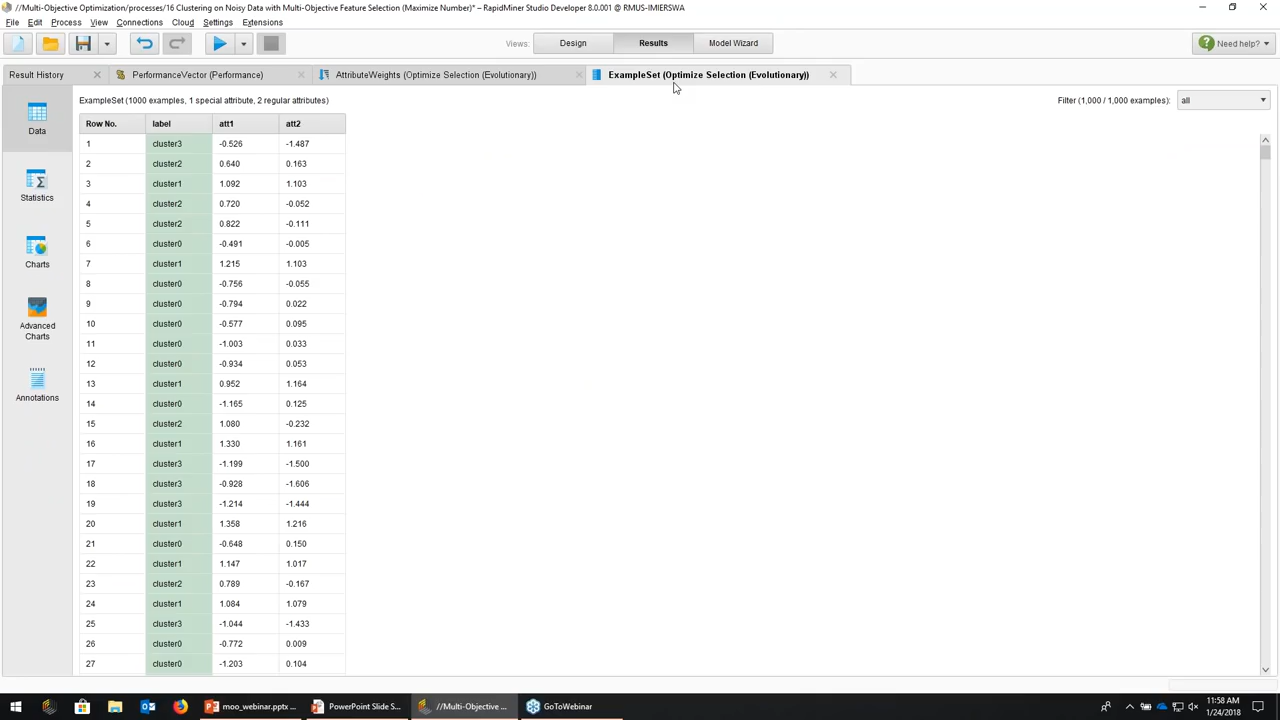 //Multi-Objective Optimization/processes/16 Clustering on Noisy Data with Multi-Objective Feature Selection (Maximize Number)* – RapidMiner Studio Developer 8.0.001 @ RMUS-IMIERSWA
File Edit Process View Connections Cloud Settings Extensions
Views: Design Results Model Wizard Need help?
Result History PerformanceVector (Performance) AttributeWeights (Optimize Selection (Evolutionary)) ExampleSet (Optimize Selection (Evolutionary))
ExampleSet (1000 examples, 1 special attribute, 2 regular attributes) Filter (1,000 / 1,000 examples): all
Data
Statistics
Charts
Advanced
Charts
Annotations
Row No. label att1 att2
1 cluster3 -0.526 -1.487
2 cluster2 0.640 0.163
3 cluster1 1.092 1.103
4 cluster2 0.720 -0.052
5 cluster2 0.822 -0.111
6 cluster0 -0.491 -0.005
7 cluster1 1.215 1.103
8 cluster0 -0.756 -0.055
9 cluster0 -0.794 0.022
10 cluster0 -0.577 0.095
11 cluster0 -1.003 0.033
12 cluster0 -0.934 0.053
13 cluster1 0.952 1.164
14 cluster0 -1.165 0.125
15 cluster2 1.080 -0.232
16 cluster1 1.330 1.161
17 cluster3 -1.199 -1.500
18 cluster3 -0.928 -1.606
19 cluster3 -1.214 -1.444
20 cluster1 1.358 1.216
21 cluster0 -0.648 0.150
22 cluster1 1.147 1.017
23 cluster2 0.789 -0.167
24 cluster1 1.084 1.079
25 cluster3 -1.044 -1.433
26 cluster0 -0.772 0.009
27 cluster0 -1.203 0.104
moo_webinar.pptx ... PowerPoint Slide S... //Multi-Objective ... GoToWebinar
11:58 AM
1/24/2018